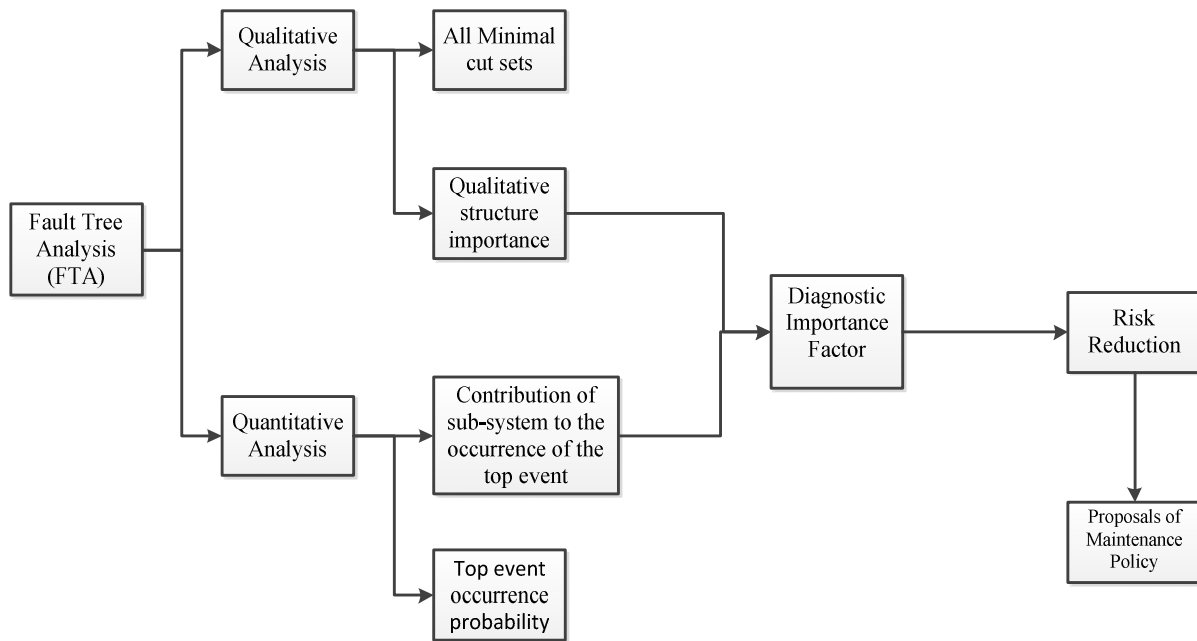 Fault Tree
Analysis
(FTA)
Qualitative
Analysis
All Minimal
cut sets
Qualitative
structure
importance
Quantitative
Analysis
Contribution of
sub-system to the
occurrence of the
top event
Top event
occurrence
probability
Diagnostic
Importance
Factor
Risk
Reduction
Proposals of
Maintenance
Policy